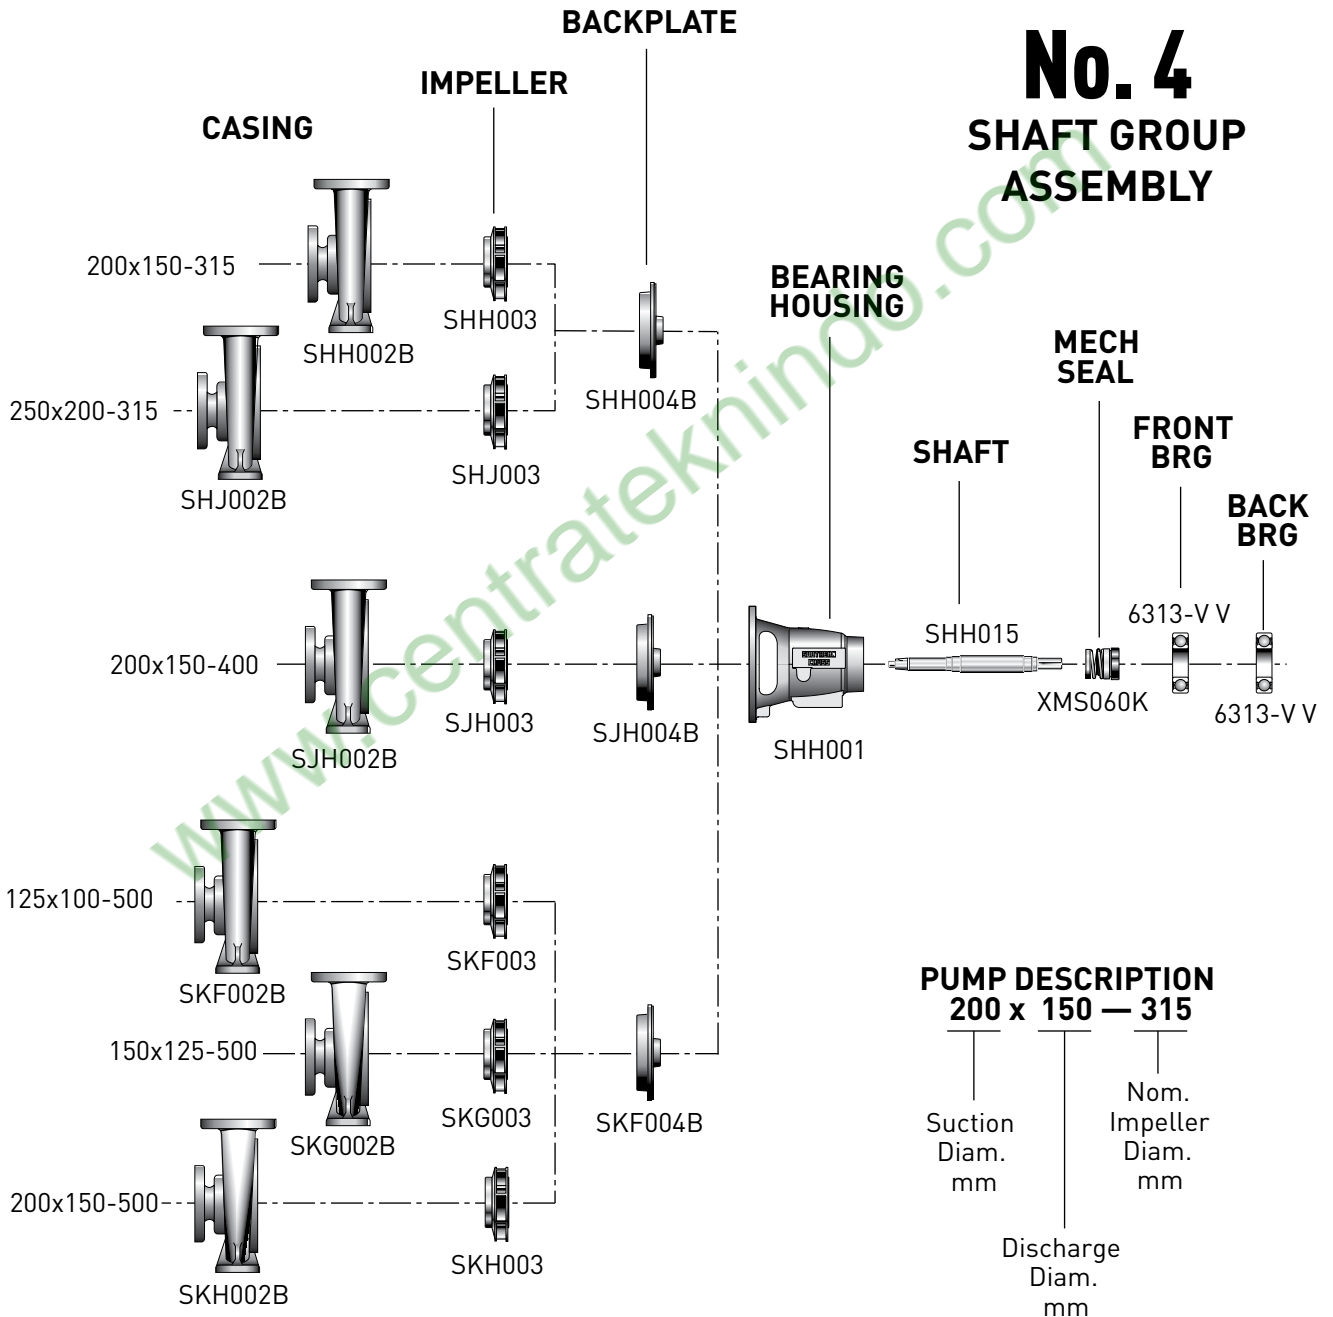 No. 4
SHAFT GROUP
ASSEMBLY
BACKPLATE
IMPELLER
CASING
200x150-315
SHH002B
SHH003
250x200-315
SHJ002B
SHJ003
SHH004B
BEARING
HOUSING
MECH
SEAL
SHAFT
FRONT
BRG
BACK
BRG
200x150-400
SJH002B
SJH003
SJH004B
SHH001
SHH015
XMS060K
6313-V V
6313-V V
125x100-500
SKF002B
SKF003
150x125-500
SKG002B
SKG003
SKF004B
200x150-500
SKH002B
SKH003
PUMP DESCRIPTION
200 x 150 — 315
Suction
Diam.
mm
Discharge
Diam.
mm
Nom.
Impeller
Diam.
mm
www.centrateknindo.com